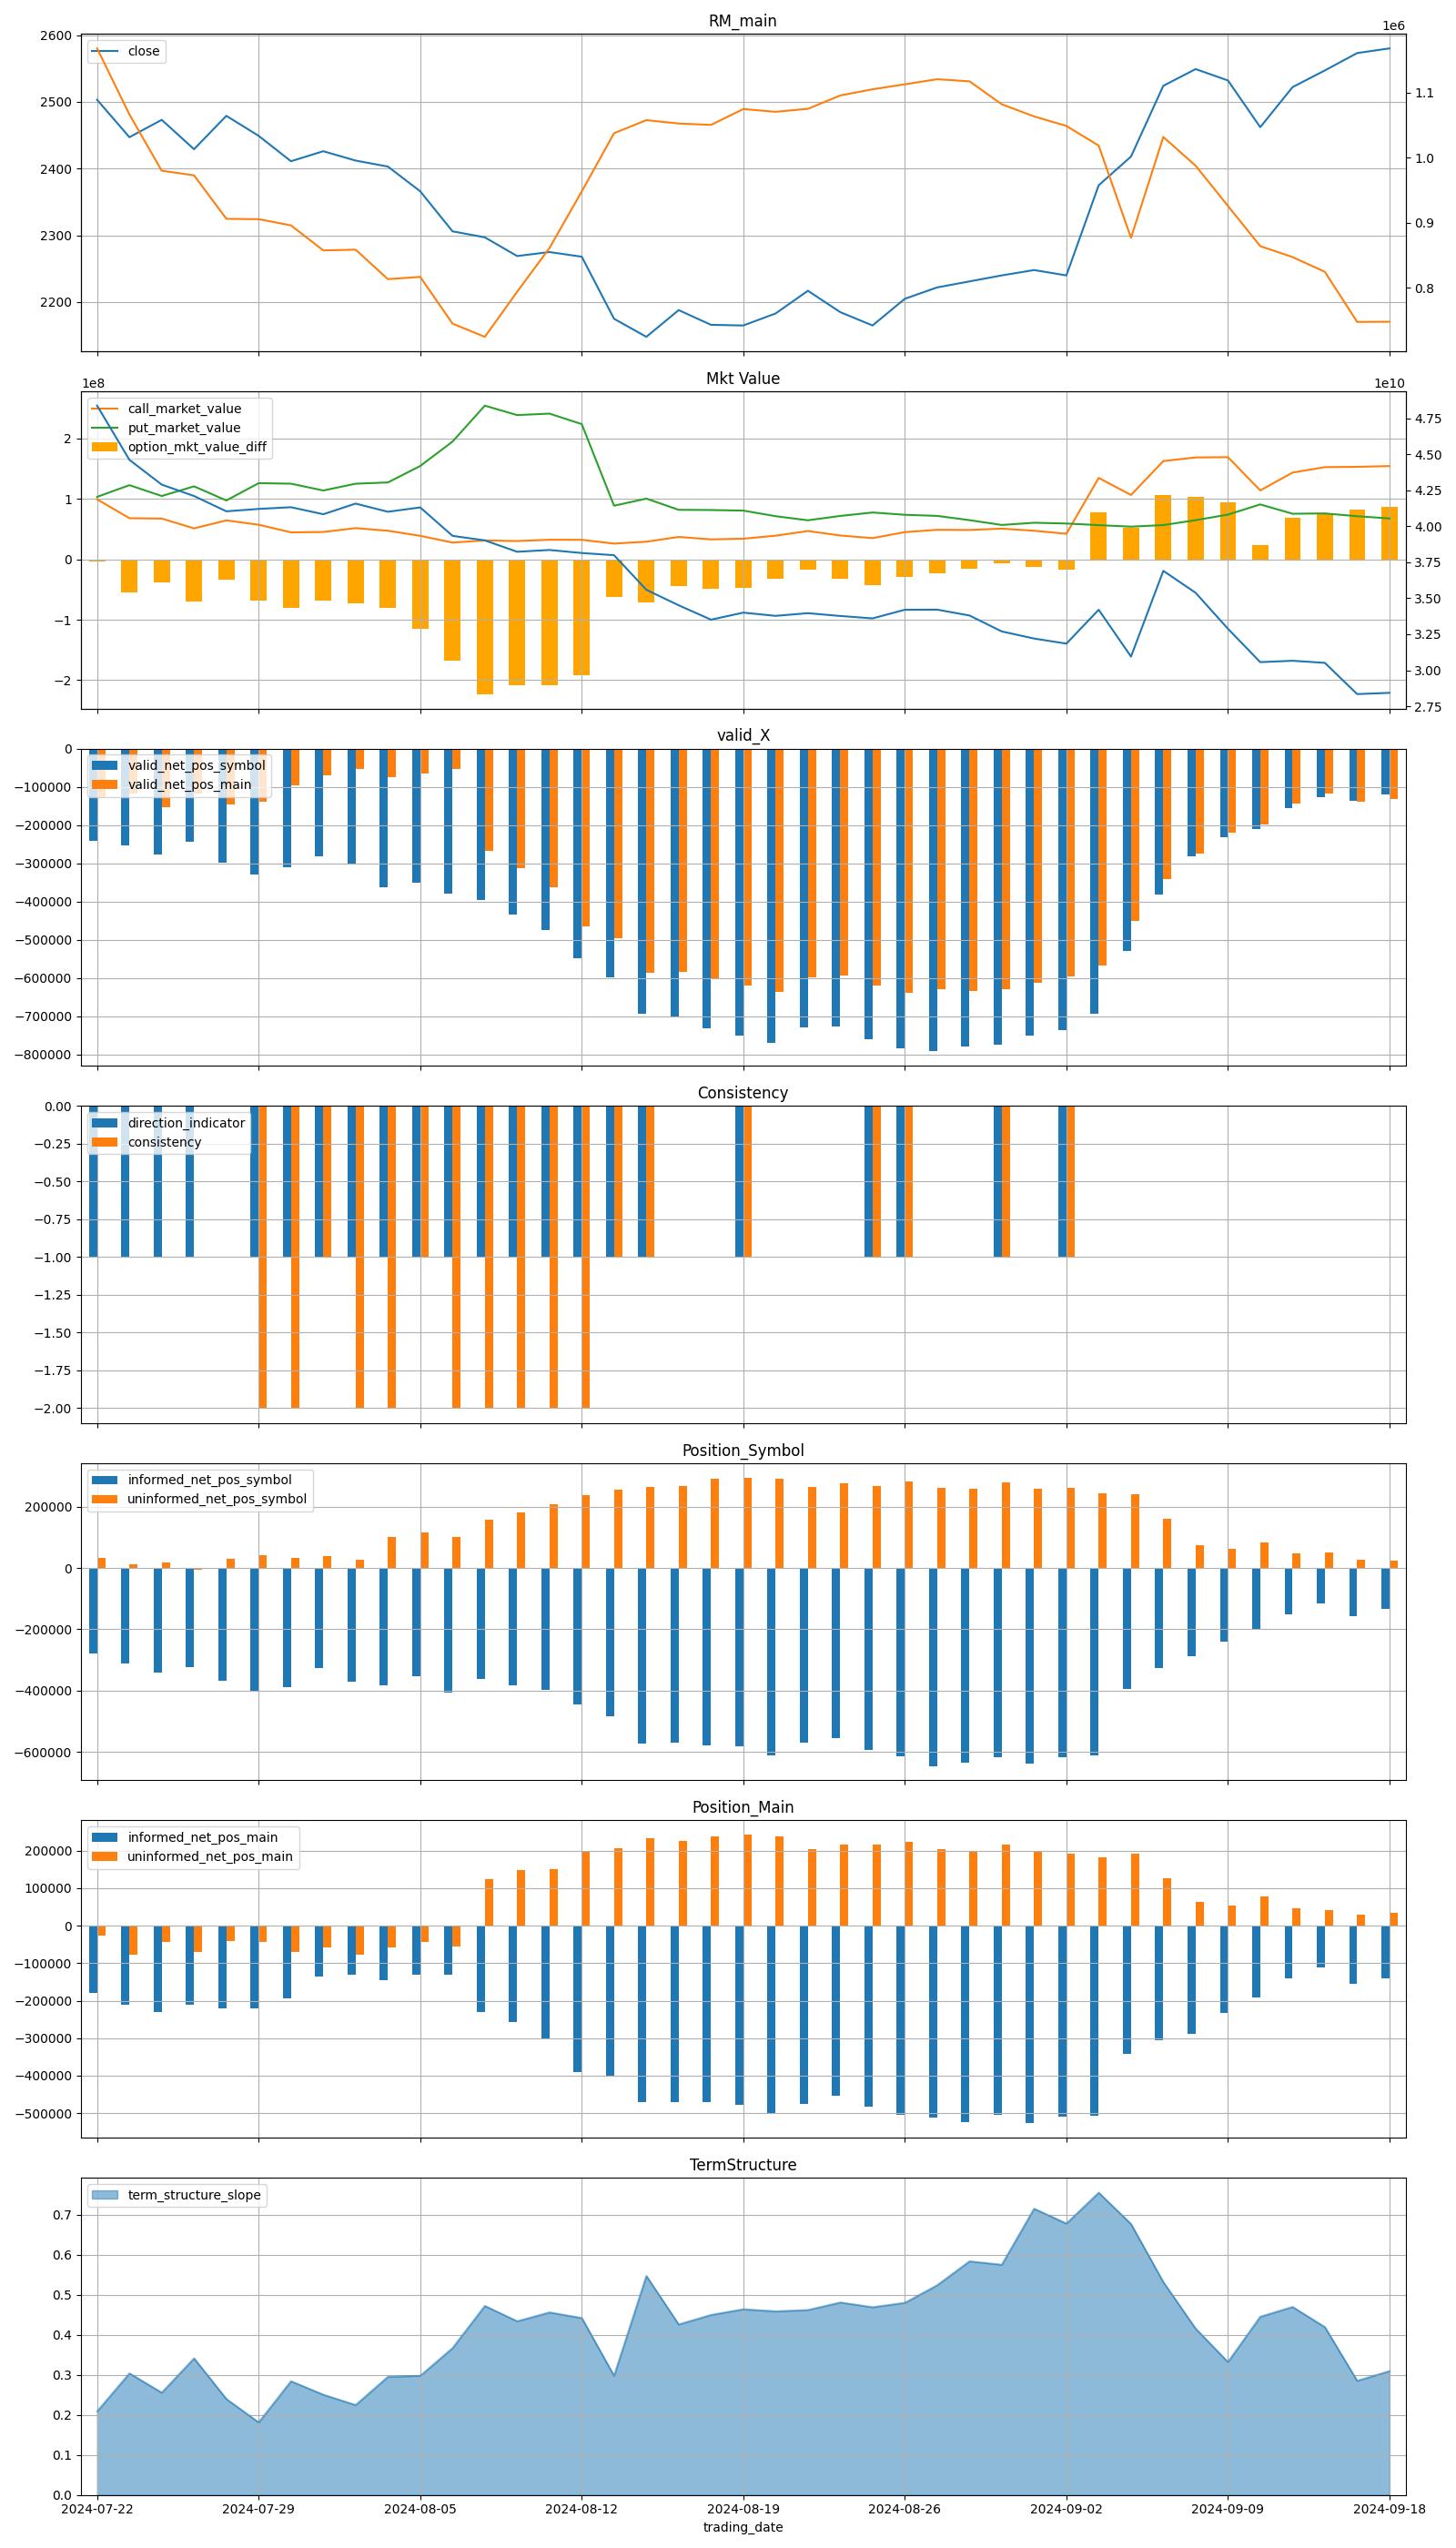 RM_main
1e6
close
2600
2500
2400
2300
2200
1.1
1.0
0.9
0.8
Mkt Value
1e8
1e10
call_market_value
put_market_value
option_mkt_value_diff
2
1
0
−1
−2
4.75
4.50
4.25
4.00
3.75
3.50
3.25
3.00
2.75
valid_X
valid_net_pos_symbol
valid_net_pos_main
0
−100000
−200000
−300000
−400000
−500000
−600000
−700000
−800000
Consistency
direction_indicator
consistency
0.00
−0.25
−0.50
−0.75
−1.00
−1.25
−1.50
−1.75
−2.00
Position_Symbol
informed_net_pos_symbol
uninformed_net_pos_symbol
200000
0
−200000
−400000
−600000
Position_Main
informed_net_pos_main
uninformed_net_pos_main
200000
100000
0
−100000
−200000
−300000
−400000
−500000
TermStructure
term_structure_slope
0.7
0.6
0.5
0.4
0.3
0.2
0.1
0.0
2024-07-22 2024-07-29 2024-08-05 2024-08-12 2024-08-19 2024-08-26 2024-09-02 2024-09-09 2024-09-18
trading_date